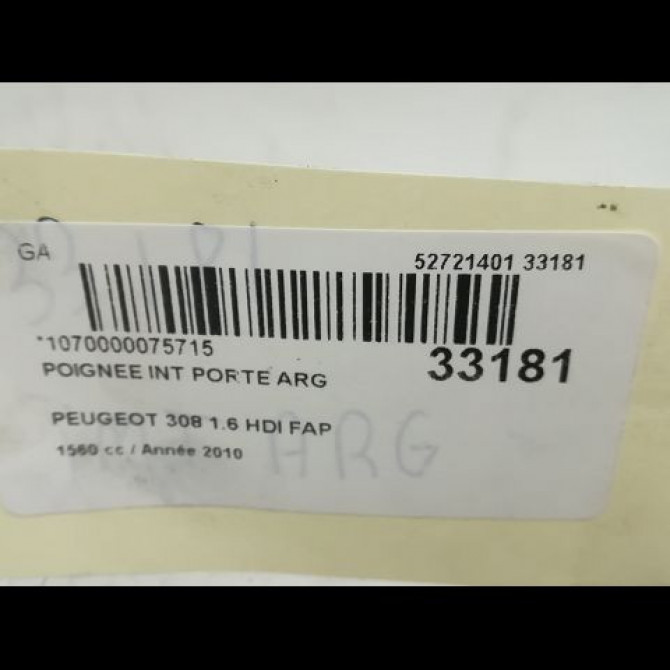 GA
52721401 33181
*1070000075715
33181
POIGNEE INT PORTE ARG
PEUGEOT 308 1.6 HDI FAP
1560 cc / Année 2010
ARG